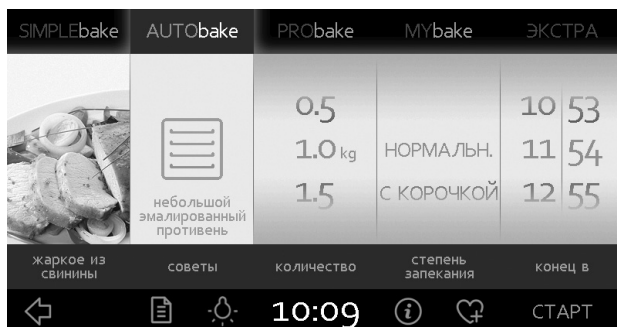 SIMPLEbake AUTObake PRObake MYbake ЭКСТРА
0.5 10 53
1.0 kg НОРМАЛЬН. 11 54
1.5 С КОРОЧКОЙ 12 55
небольшой
эмалированный
противень
жаркое из
свинины
советы
количество
степень
запекания
конец в
10:09 i СТАРТ